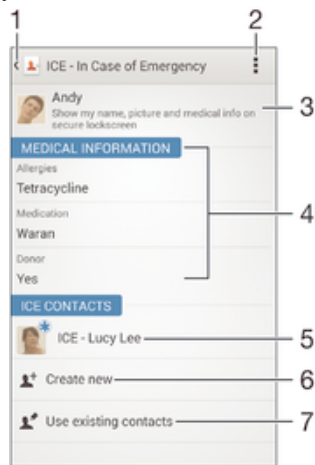 1
2
ICE - In Case of Emergency
Andy
Show my name, picture and medical info on
secure lockscreen
3
MEDICAL INFORMATION
Allergies
Tetracycline
4
Medication
Waran
Donor
Yes
ICE CONTACTS
ICE - Lucy Lee
5
Create new
6
Use existing contacts
7